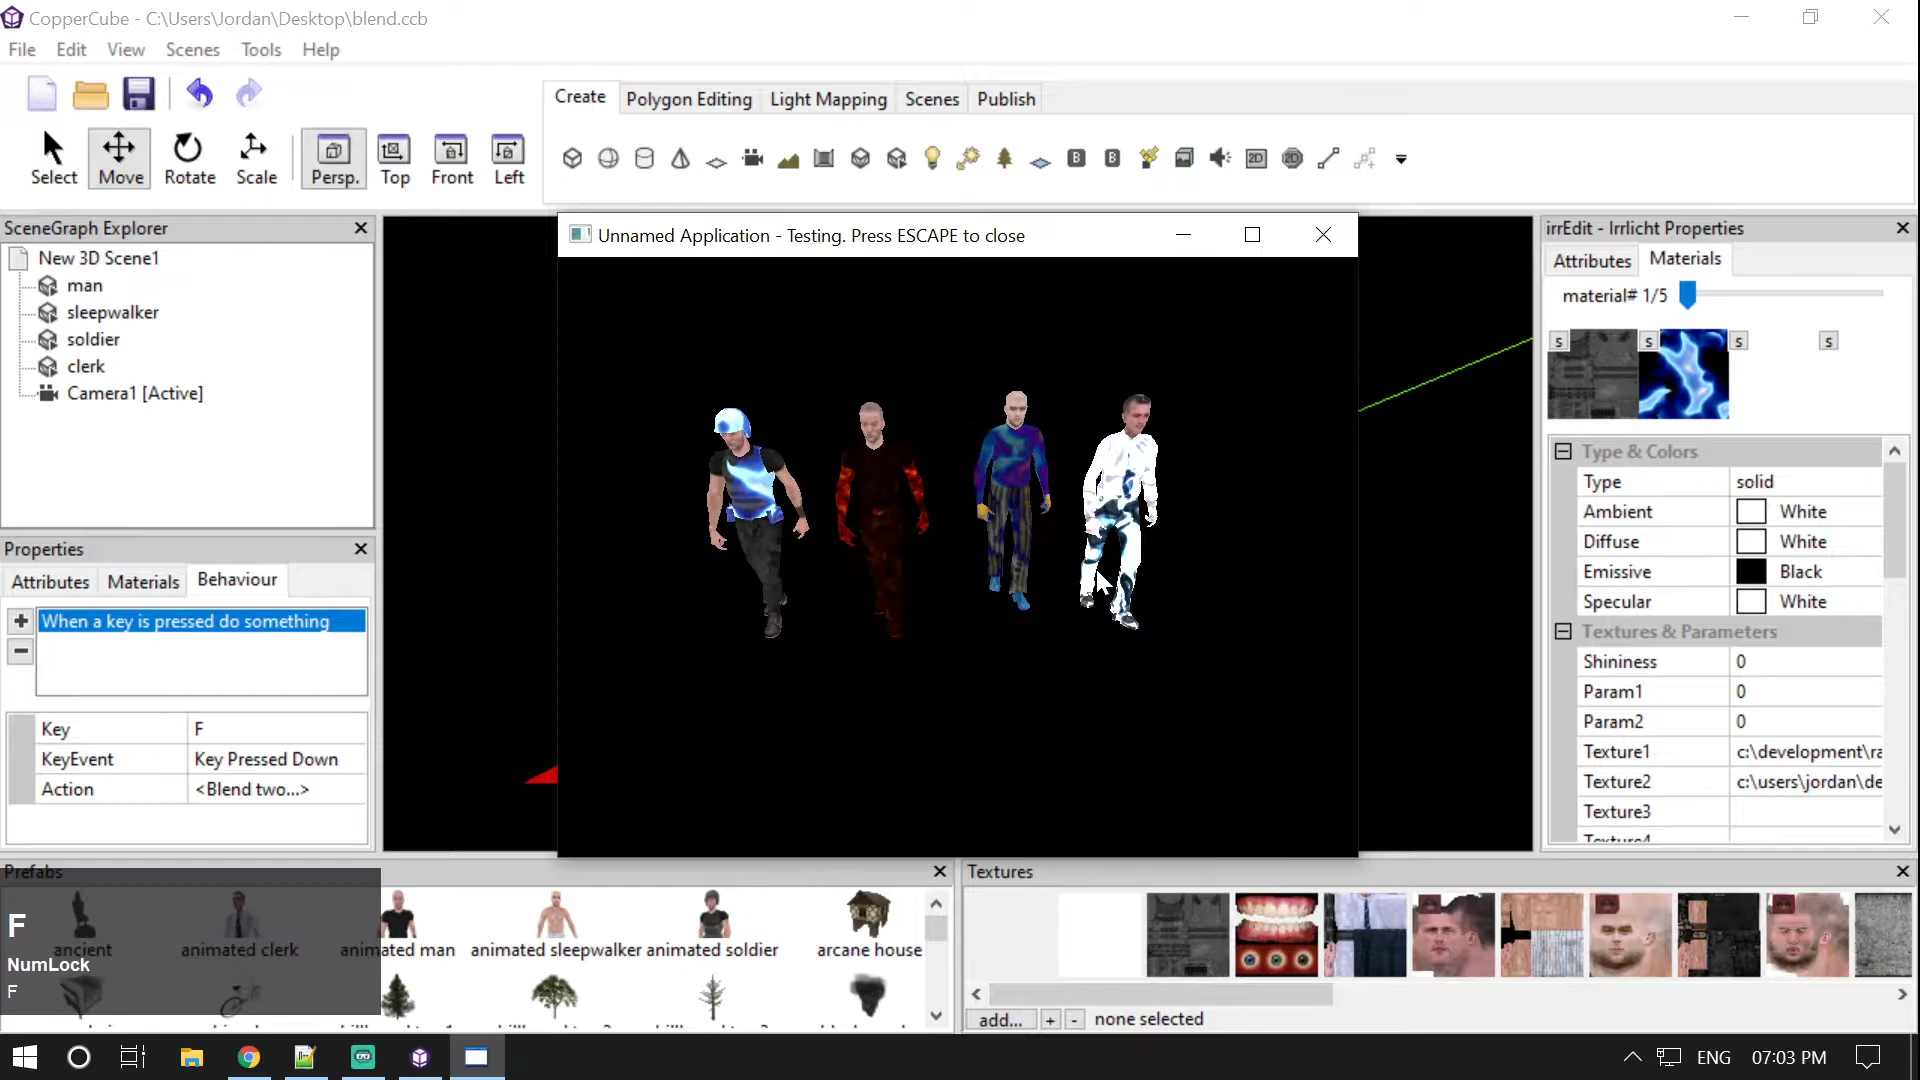 CopperCube - C:\Users\Jordan\Desktop\blend.ccb
File Edit View Scenes Tools Help
Create Polygon Editing Light Mapping Scenes Publish
Select Move Rotate Scale Persp. Top Front Left
SceneGraph Explorer
New 3D Scene1
man
sleepwalker
soldier
clerk
Camera1 [Active]
Unnamed Application - Testing. Press ESCAPE to close
irrEdit - Irrlicht Properties
Attributes Materials
material# 1/5
s s s s
Type & Colors
Type solid
Ambient White
Diffuse White
Emissive Black
Specular White
Textures & Parameters
Shininess 0
Param1 0
Param2 0
Texture1 c:\development\ra
Texture2 c:\users\jordan\de
Texture3
Texture4
Properties
Attributes Materials Behaviour
When a key is pressed do something
Key F
KeyEvent Key Pressed Down
Action <Blend two...>
Prefabs
ancient animated clerk animated man animated sleepwalker animated soldier arcane house
F
NumLock
F
Textures
add... + - none selected
ENG 07:03 PM